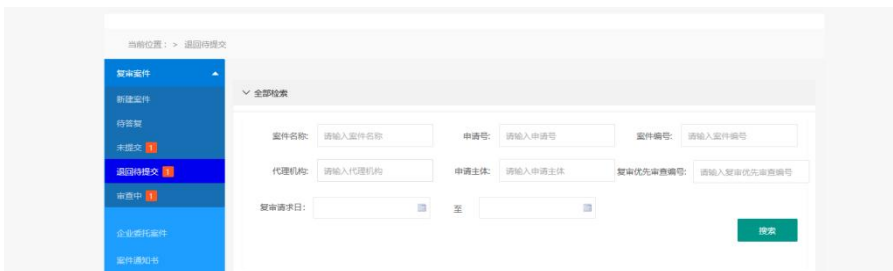 当前位置： > 退回待提交
复审案件
新建案件
待答复
未提交 1
退回待提交 1
审查中 1
企业委托案件
案件通知书
全部检索
案件名称: 请输入案件名称 申请号: 请输入申请号 案件编号: 请输入案件编号
代理机构: 请输入代理机构 申请主体: 请输入申请主体 复审优先审查编号: 请输入复审优先审查编号
复审请求日: 至
搜索